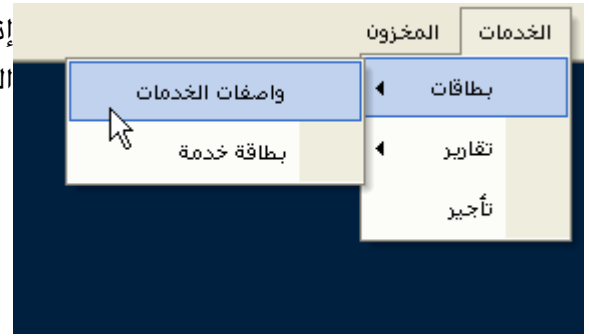 الخدمات المخزون
بطاقات
تقارير
تأجير
واصفات الخدمات
بطاقة خدمة